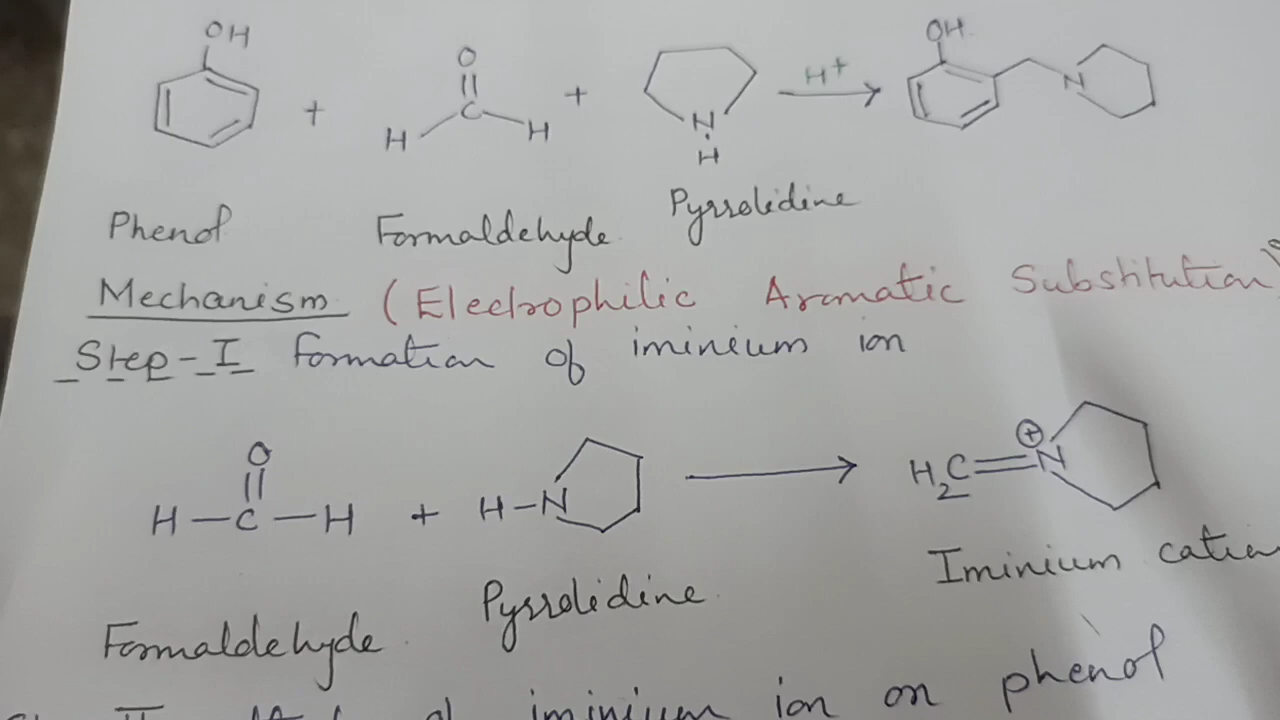 OH
O
H C H
N
H
H+
OH
N
+ +
Phenol Formaldehyde Pyrrolidine
Mechanism (Electrophilic Aromatic Substitution)
Step-I Formation of iminium ion
O
H-C-H + H-N
H2C=N
+
Formaldehyde Pyrrolidine Iminium
iminium ion on phenol